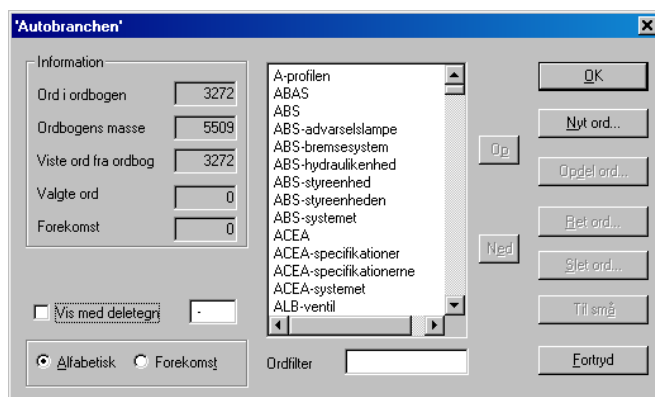 'Autobranchen'
Information
Ord i ordbogen 3272
Ordbogens masse 5509
Viste ord fra ordbog 3272
Valgte ord 0
Forekomst 0
Vis med deletegn -
Alfabetisk Forekomst
A-profilen
ABAS
ABS
ABS-advarselslampe
ABS-bremsesystem
ABS-hydraulikenhed
ABS-styreenhed
ABS-styreenheden
ABS-systemet
ACEA
ACEA-specifikationer
ACEA-specifikationerne
ACEA-systemet
ALB-ventil
Ordfilter
Op
Ned
OK
Nyt ord...
Opdel ord...
Ret ord...
Slet ord...
Til små
Fortryd